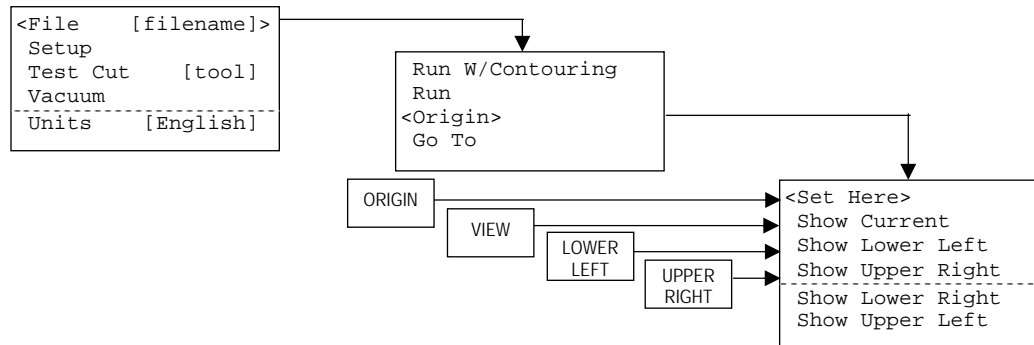 <File [filename]>
Setup
Test Cut [tool]
Vacuum
Units [English]
Run W/Contouring
Run
<Origin>
Go To
ORIGIN
VIEW
LOWER
LEFT
UPPER
RIGHT
<Set Here>
Show Current
Show Lower Left
Show Upper Right
Show Lower Right
Show Upper Left